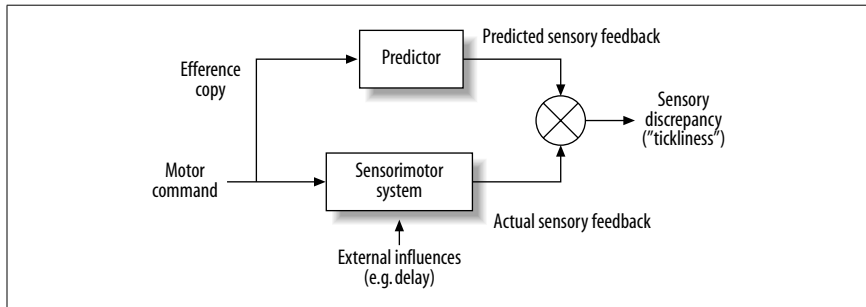 Predicted sensory feedback
Predictor
Efference
copy
Sensory
discrepancy
("tickliness")
Motor
command
Sensorimotor
system
Actual sensory feedback
External influences
(e.g. delay)